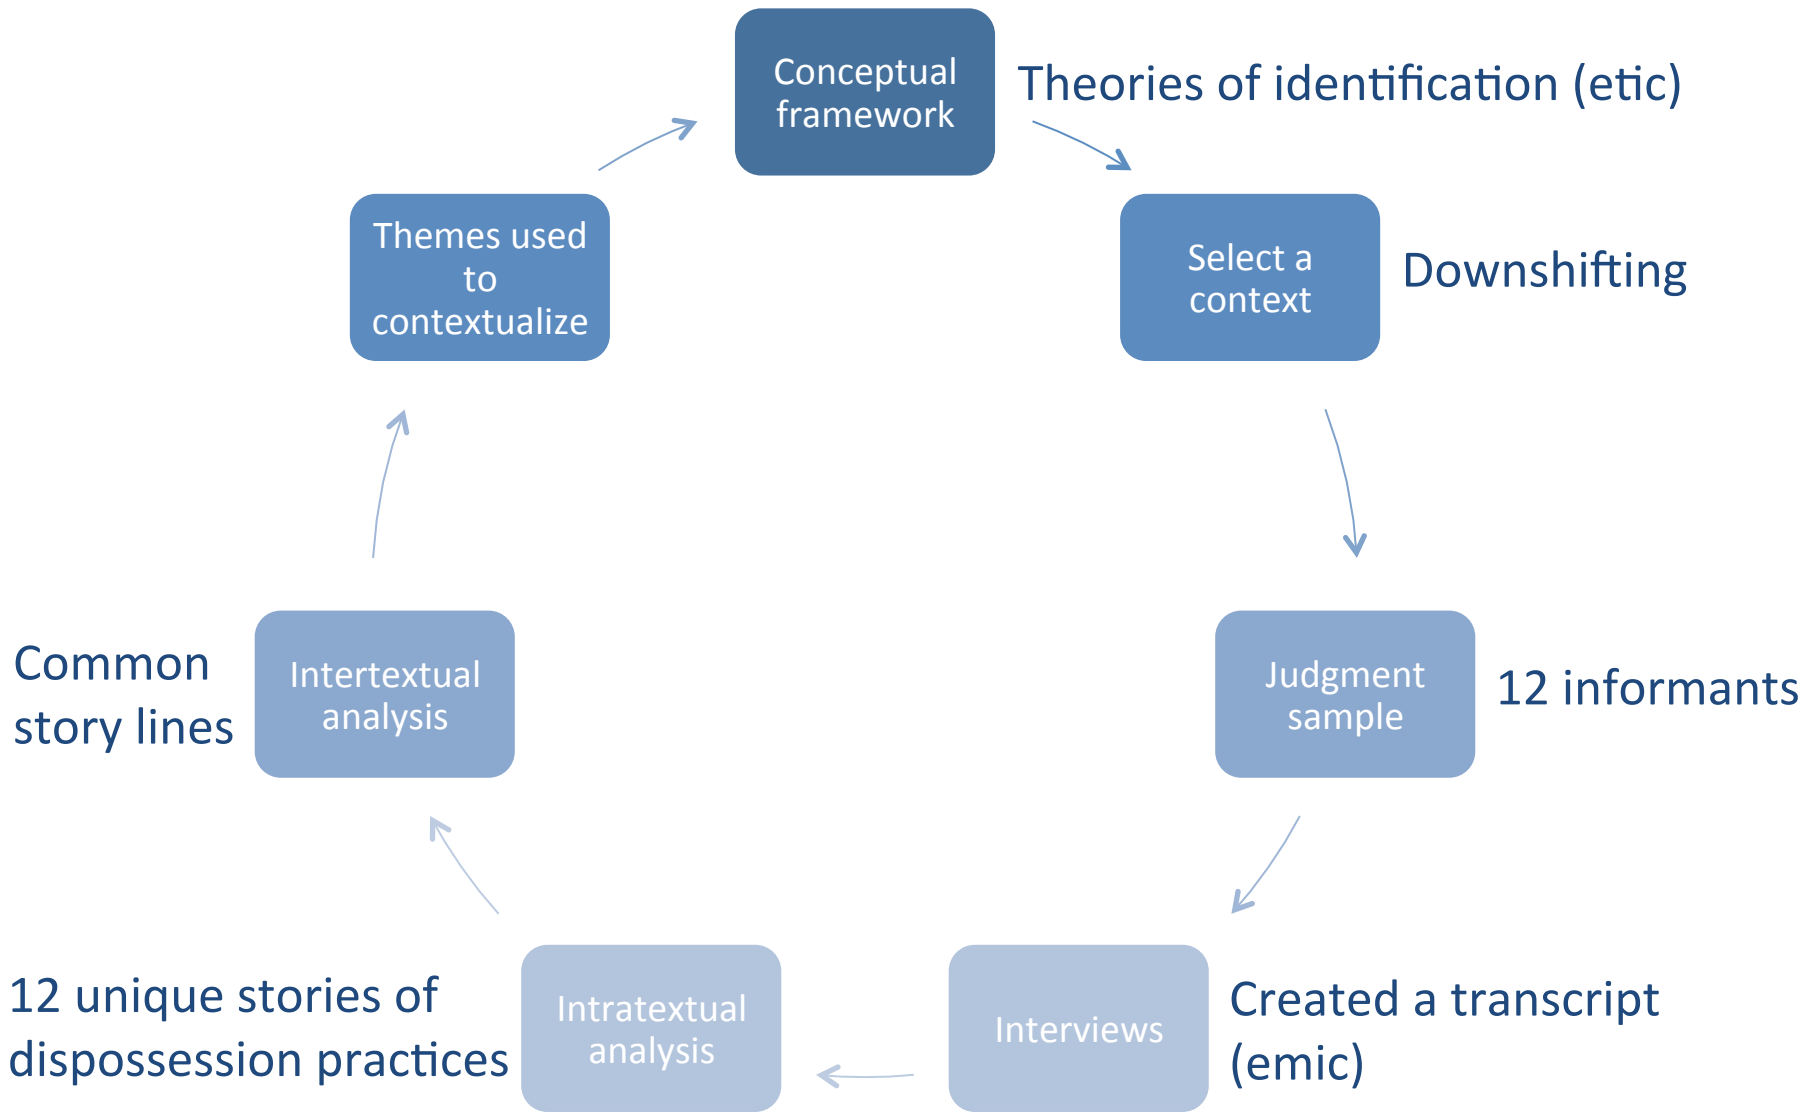 Conceptual
framework
Theories of identification (etic)
Select a
context
Downshifting
Judgment
sample
12 informants
Interviews
Created a transcript
(emic)
Intratextual
analysis
12 unique stories of
dispossession practices
Intertextual
analysis
Common
story lines
Themes used
to
contextualize